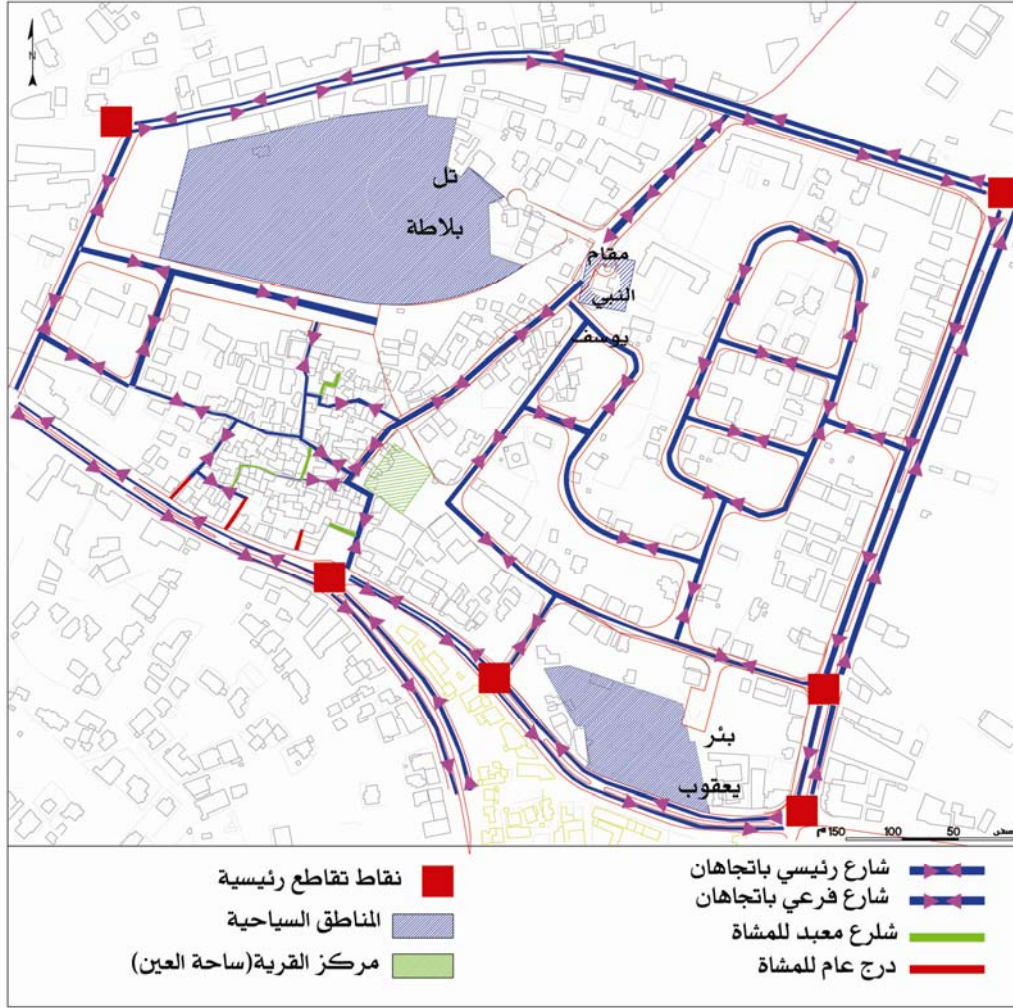 N
تل
بلاطة
مقام
النبي
يوسف
بئر
يعقوب
م150 100 50
شارع رئيسي باتجاهان
شارع فرعي باتجاهان
شلرع معبد للمشاة
درج عام للمشاة
نقاط تقاطع رئيسية
المناطق السياحية
مركز القرية(ساحة العين)